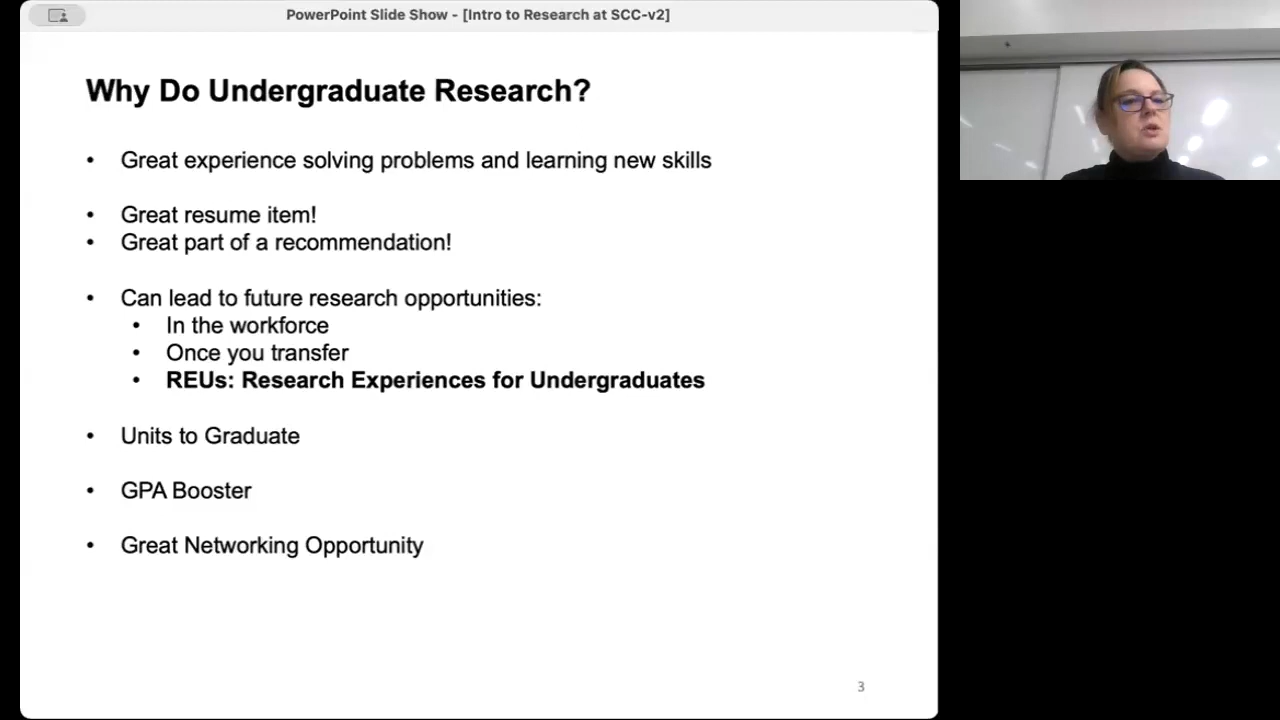 PowerPoint Slide Show - [Intro to Research at SCC-v2]
Why Do Undergraduate Research?
• Great experience solving problems and learning new skills
• Great resume item!
• Great part of a recommendation!
• Can lead to future research opportunities:
• In the workforce
• Once you transfer
• REUs: Research Experiences for Undergraduates
• Units to Graduate
• GPA Booster
• Great Networking Opportunity
3